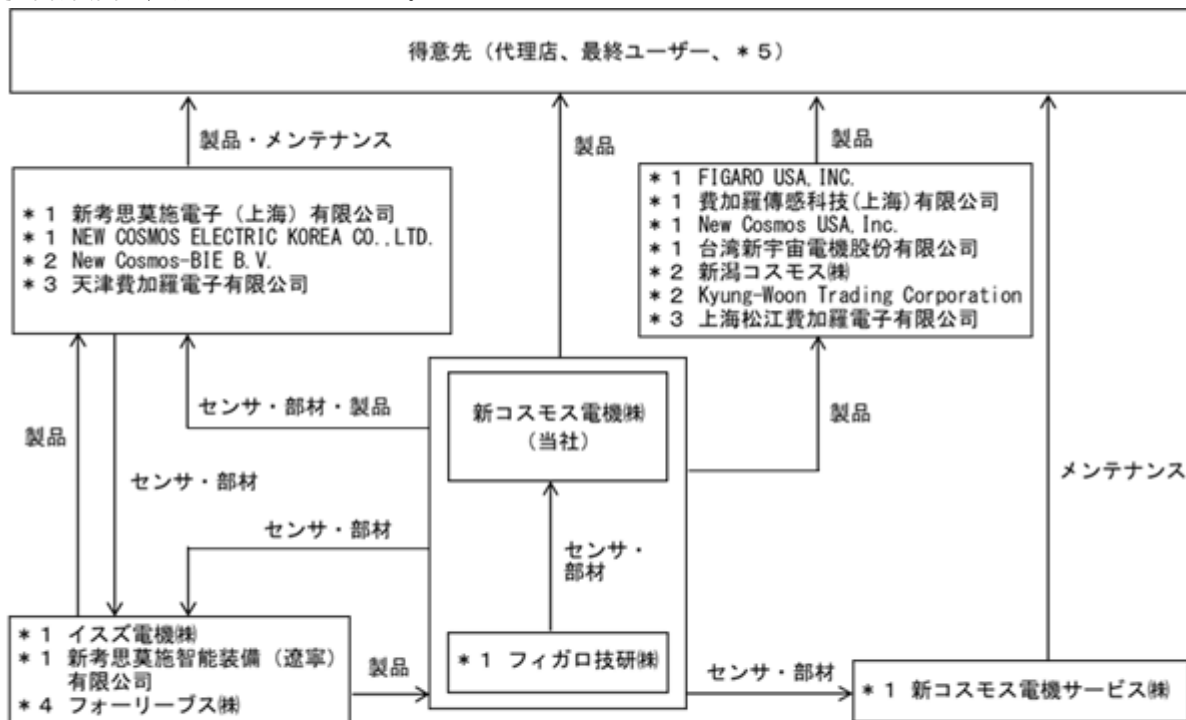 得意先（代理店、最終ユーザー、＊５）
製品・メンテナンス
製品
製品
＊１ 新考思莫施電子（上海）有限公司
＊１ NEW COSMOS ELECTRIC KOREA CO.,LTD.
＊２ New Cosmos-BIE B.V.
＊３ 天津費加羅電子有限公司
＊１ FIGARO USA,INC.
＊１ 費加羅傳感科技(上海)有限公司
＊１ New Cosmos USA,Inc.
＊１ 台湾新宇宙電機股份有限公司
＊２ 新潟コスモス㈱
＊２ Kyung-Woon Trading Corporation
＊３ 上海松江費加羅電子有限公司
センサ・部材・製品
新コスモス電機㈱
（当社）
製品
製品
センサ・部材
メンテナンス
センサ・部材
センサ・
部材
＊１ イスズ電機㈱
＊１ 新考思莫施智能装備（遼寧）
有限公司
＊４ フォーリーブス㈱
製品
＊１ フィガロ技研㈱
センサ・部材
＊１ 新コスモス電機サービス㈱